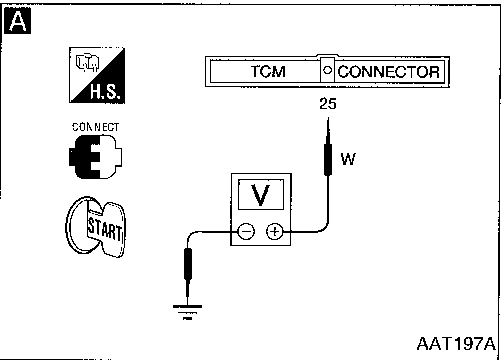 A
H.S.
TCM CONNECTOR
25
CONNECT
W
V
START
- +
AAT197A